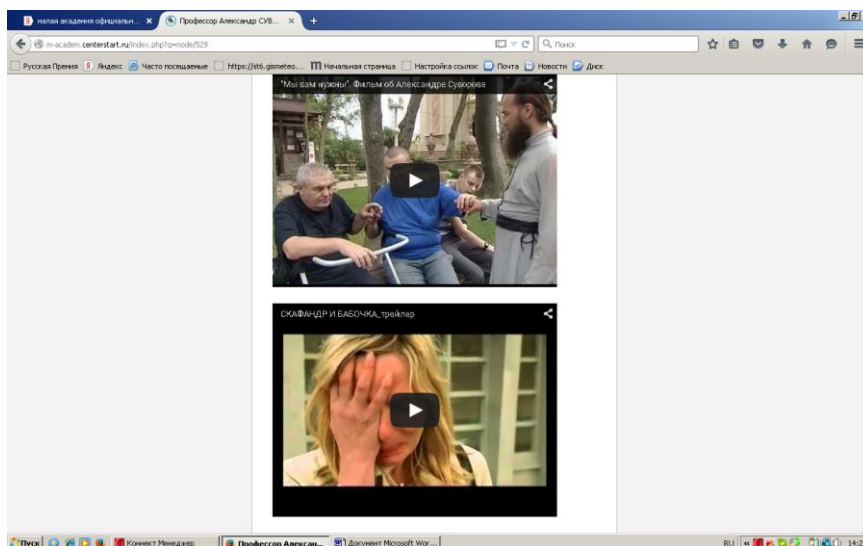 малая академия официальн...
Профессор Александр СУВ...
m-academ.centerstart.ru/index.php?q=node/529
Поиск
Русская Премия
Яндекс
Часто посещаемые
https://st6.gismeteo....
Начальная страница
Настройка ссылок
Почта
Новости
Диск
"Мы вам нужны". Фильм об Александре Суворове
СКАФАНДР И БАБОЧКА_трейлер
Пуск
Коннект Менеджер
Профессор Алексан...
Документ Microsoft Wor...
RU